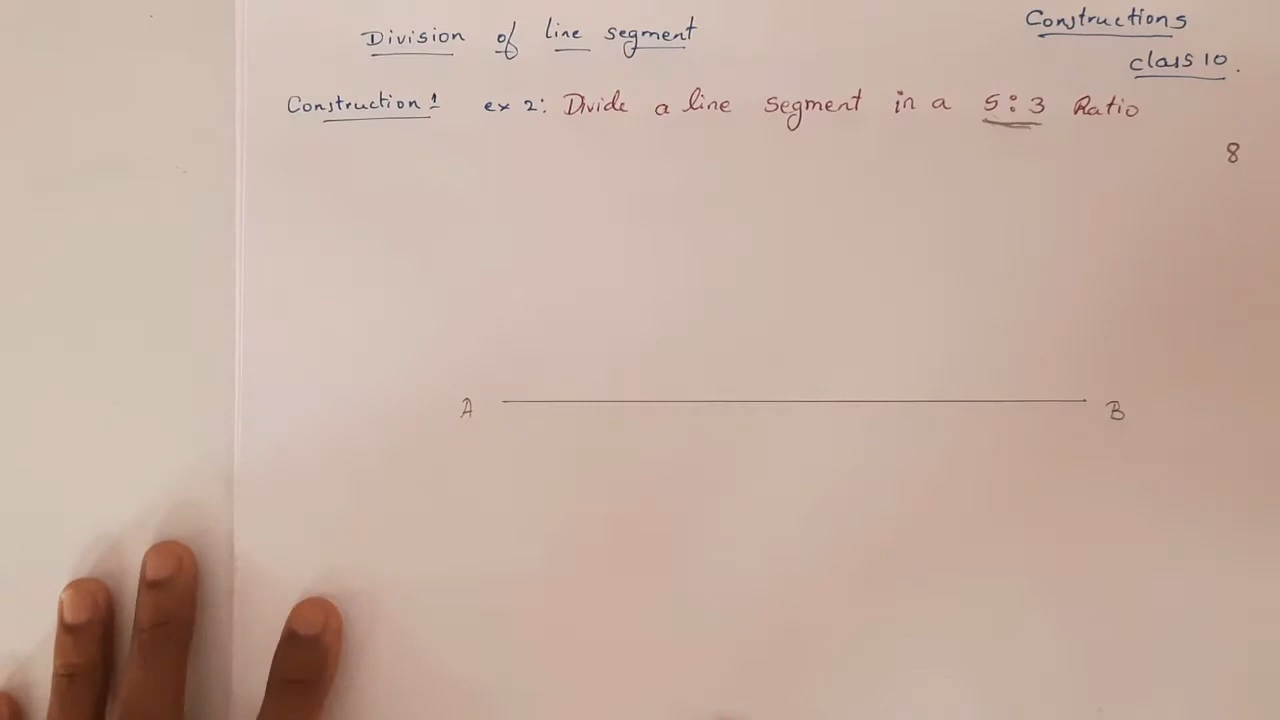 Division of line segment
Constructions
class 10.
Construction 1 ex 2: Divide a line segment in a 5:3 Ratio
8
A B